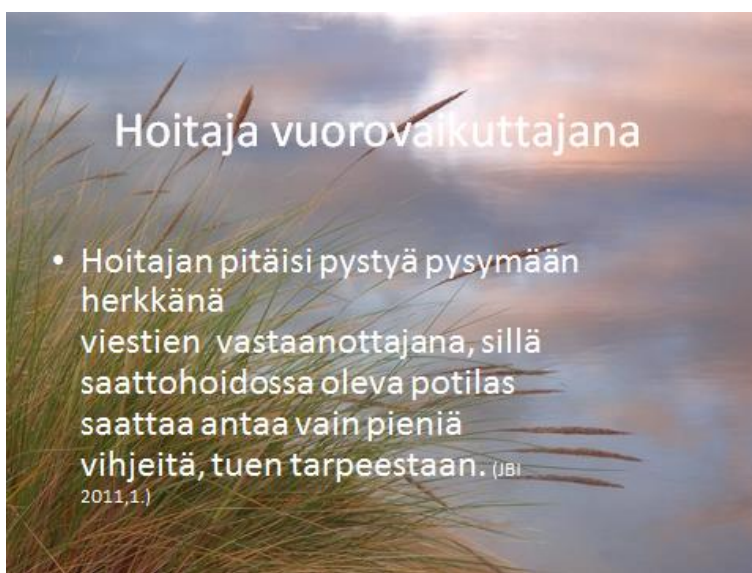 Hoitaja vuorovaikuttajana
• Hoitajan pitäisi pystyä pysymään
herkkänä
viestien vastaanottajana, sillä
saattohoidossa oleva potilas
saattaa antaa vain pieniä
vihjeitä, tuen tarpeestaan. (JBI
2011,1.)